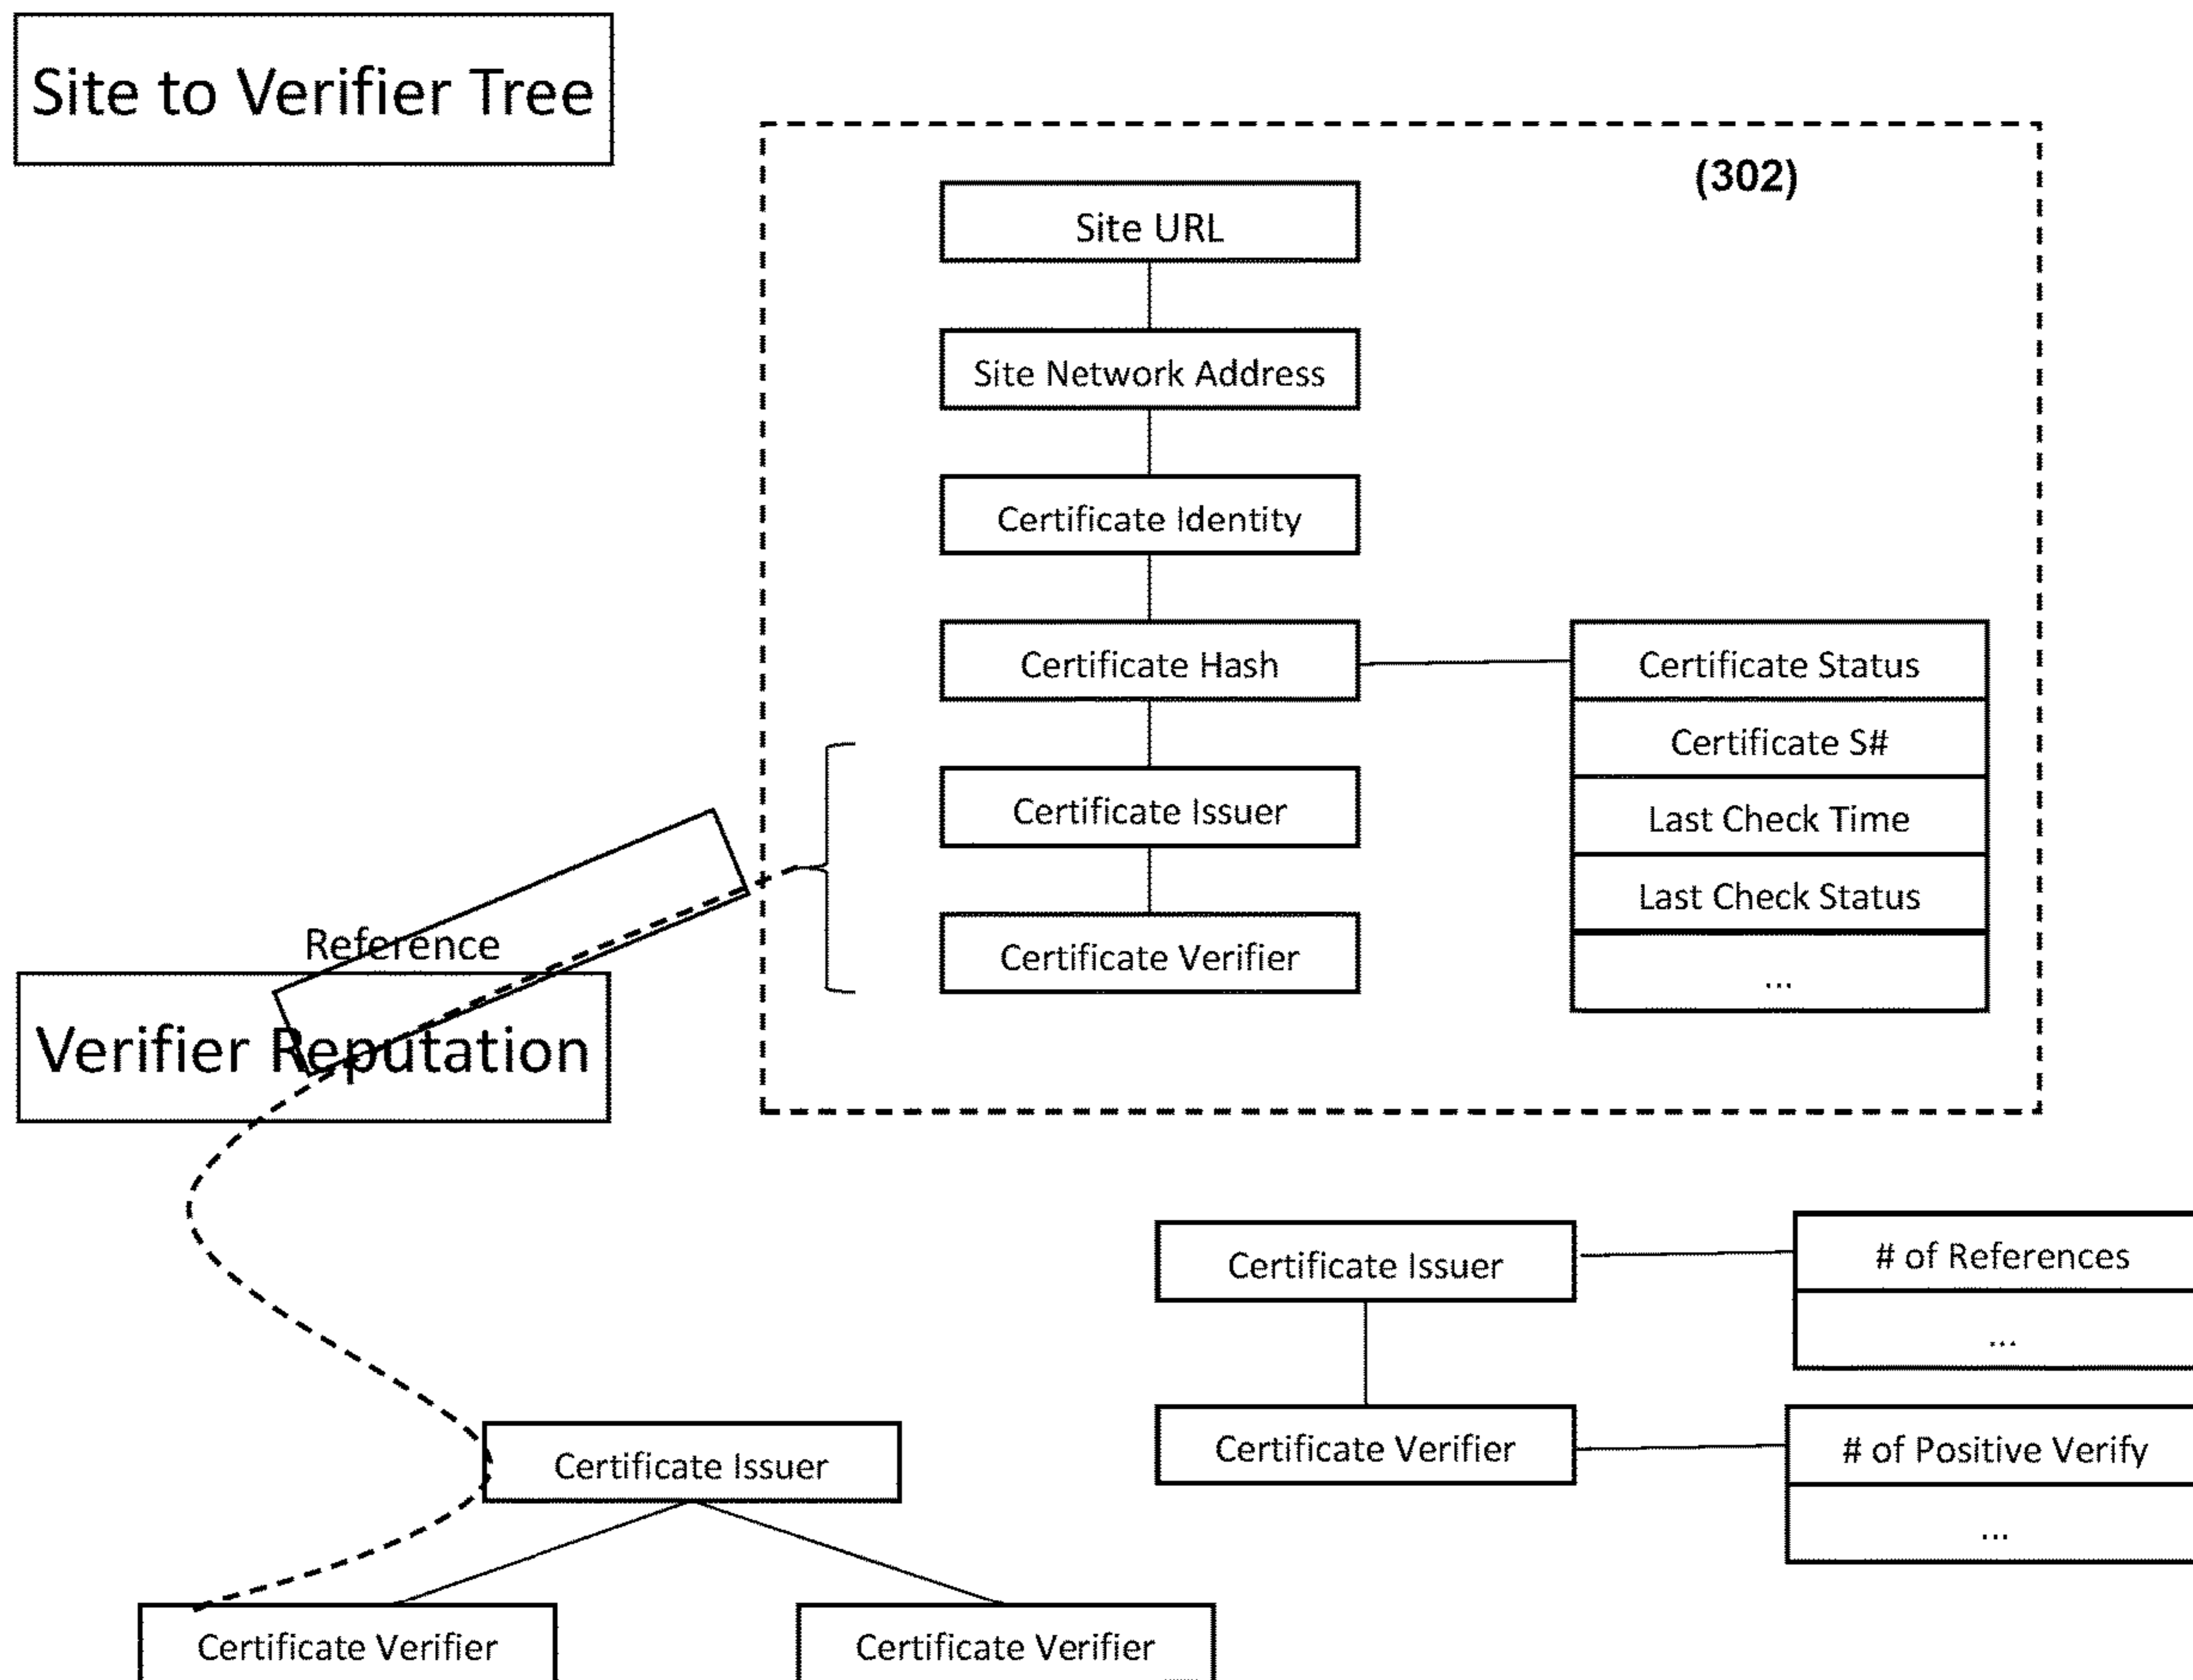 Site to Verifier Tree
(302)
Site URL
Site Network Address
Certificate Identity
Certificate Hash
Certificate Status
Certificate S#
Certificate Issuer
Last Check Time
Last Check Status
Certificate Verifier
...
Reference
Verifier Reputation
Certificate Issuer
# of References
...
Certificate Verifier
# of Positive Verify
...
Certificate Issuer
Certificate Verifier
Certificate Verifier